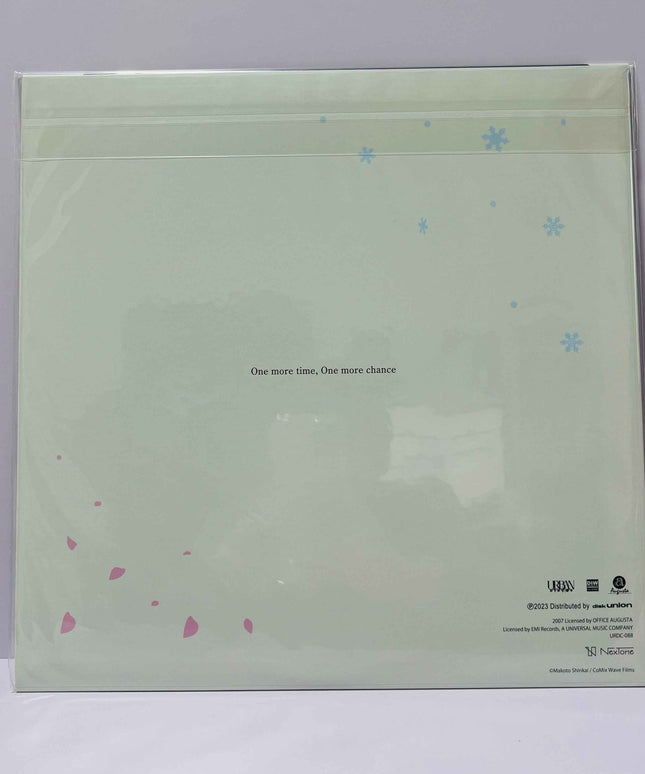 One more time, One more chance
URBAN
DIW
Augusta
℗2023 Distributed by diskunion
2007 Licensed by OFFICE AUGUSTA
Licensed by EMI Records, A UNIVERSAL MUSIC COMPANY
URDC-088
NexTone
©Makoto Shinkai / CoMix Wave Films